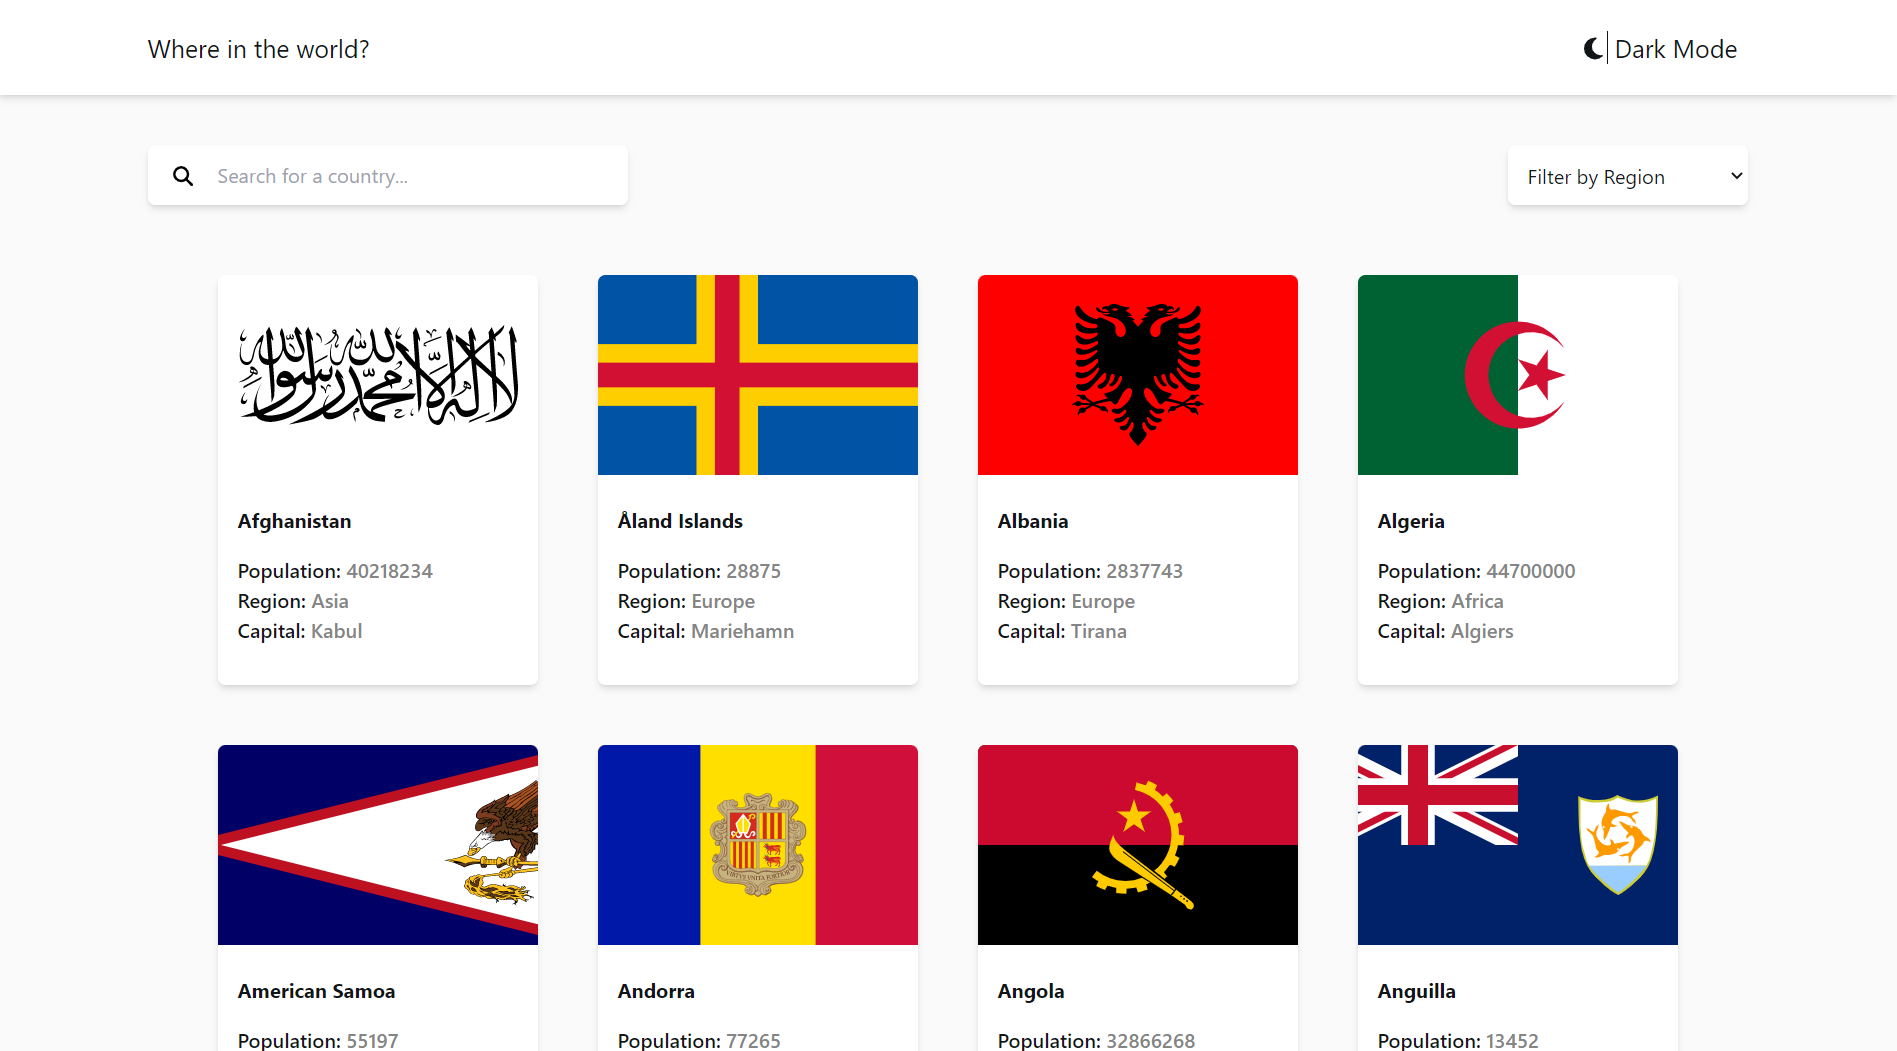 Where in the world?
Dark Mode
Search for a country...
Filter by Region
لا إله إلا الله محمد رسول الله
Afghanistan
Population: 40218234
Region: Asia
Capital: Kabul
Åland Islands
Population: 28875
Region: Europe
Capital: Mariehamn
Albania
Population: 2837743
Region: Europe
Capital: Tirana
Algeria
Population: 44700000
Region: Africa
Capital: Algiers
VIRTVS VNITA FORTIOR
American Samoa
Population: 55197
Andorra
Population: 77265
Angola
Population: 32866268
Anguilla
Population: 13452